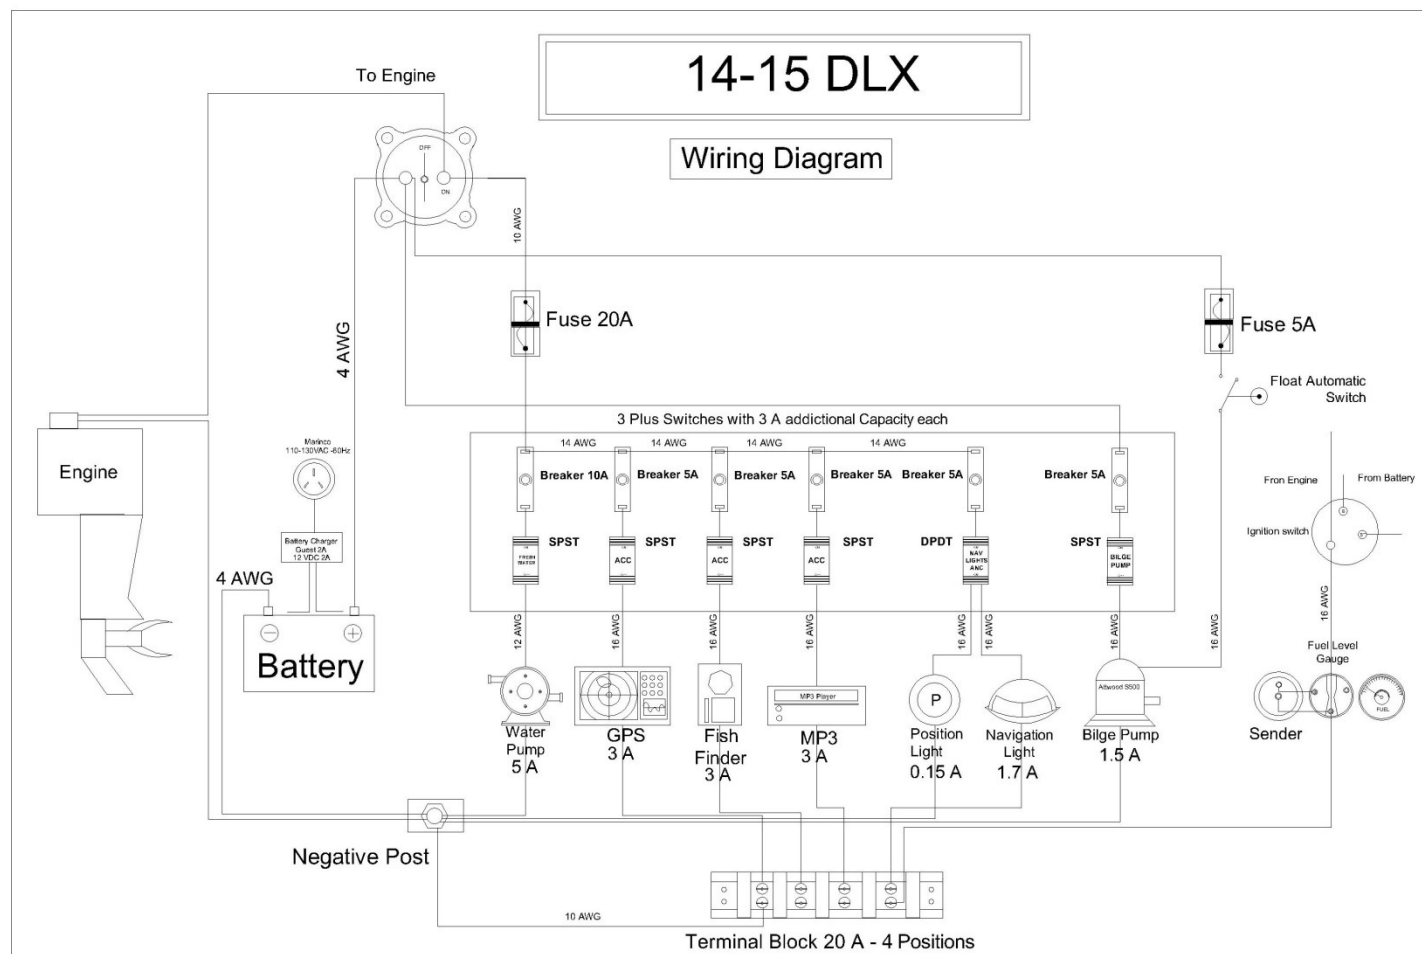 14-15 DLX
To Engine
Wiring Diagram
OFF
ON
10 AWG
Fuse 20A
Fuse 5A
4 AWG
Float Automatic
Switch
3 Plus Switches with 3 A addictional Capacity each
14 AWG
14 AWG
14 AWG
14 AWG
Marinco
110-130VAC -60Hz
Engine
Breaker 10A
Breaker 5A
Breaker 5A
Breaker 5A
Breaker 5A
Breaker 5A
Fron Engine
From Battery
B
S
Ignition switch
Battery Charger
Guest 2A
12 VDC 2A
SPST
SPST
SPST
SPST
DPDT
SPST
FRESH
WATER
ACC
ACC
ACC
NAV
LIGHTS
ANC
BILGE
PUMP
4 AWG
12 AWG
16 AWG
16 AWG
16 AWG
16 AWG
16 AWG
16 AWG
16 AWG
16 AWG
Battery
Fuel Level
Gauge
FUEL
MP3 Player
P
Attwood S500
Water
Pump
5 A
GPS
3 A
Fish
Finder
3 A
MP3
3 A
Position
Light
0.15 A
Navigation
Light
1.7 A
Bilge Pump
1.5 A
Sender
Negative Post
10 AWG
Terminal Block 20 A - 4 Positions